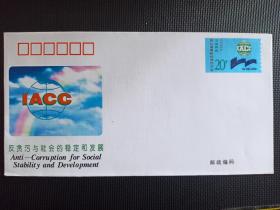 IACC
反贪污与社会的稳定和发展
Anti—Corruption for Social
Stability and Development
20分
邮政编码